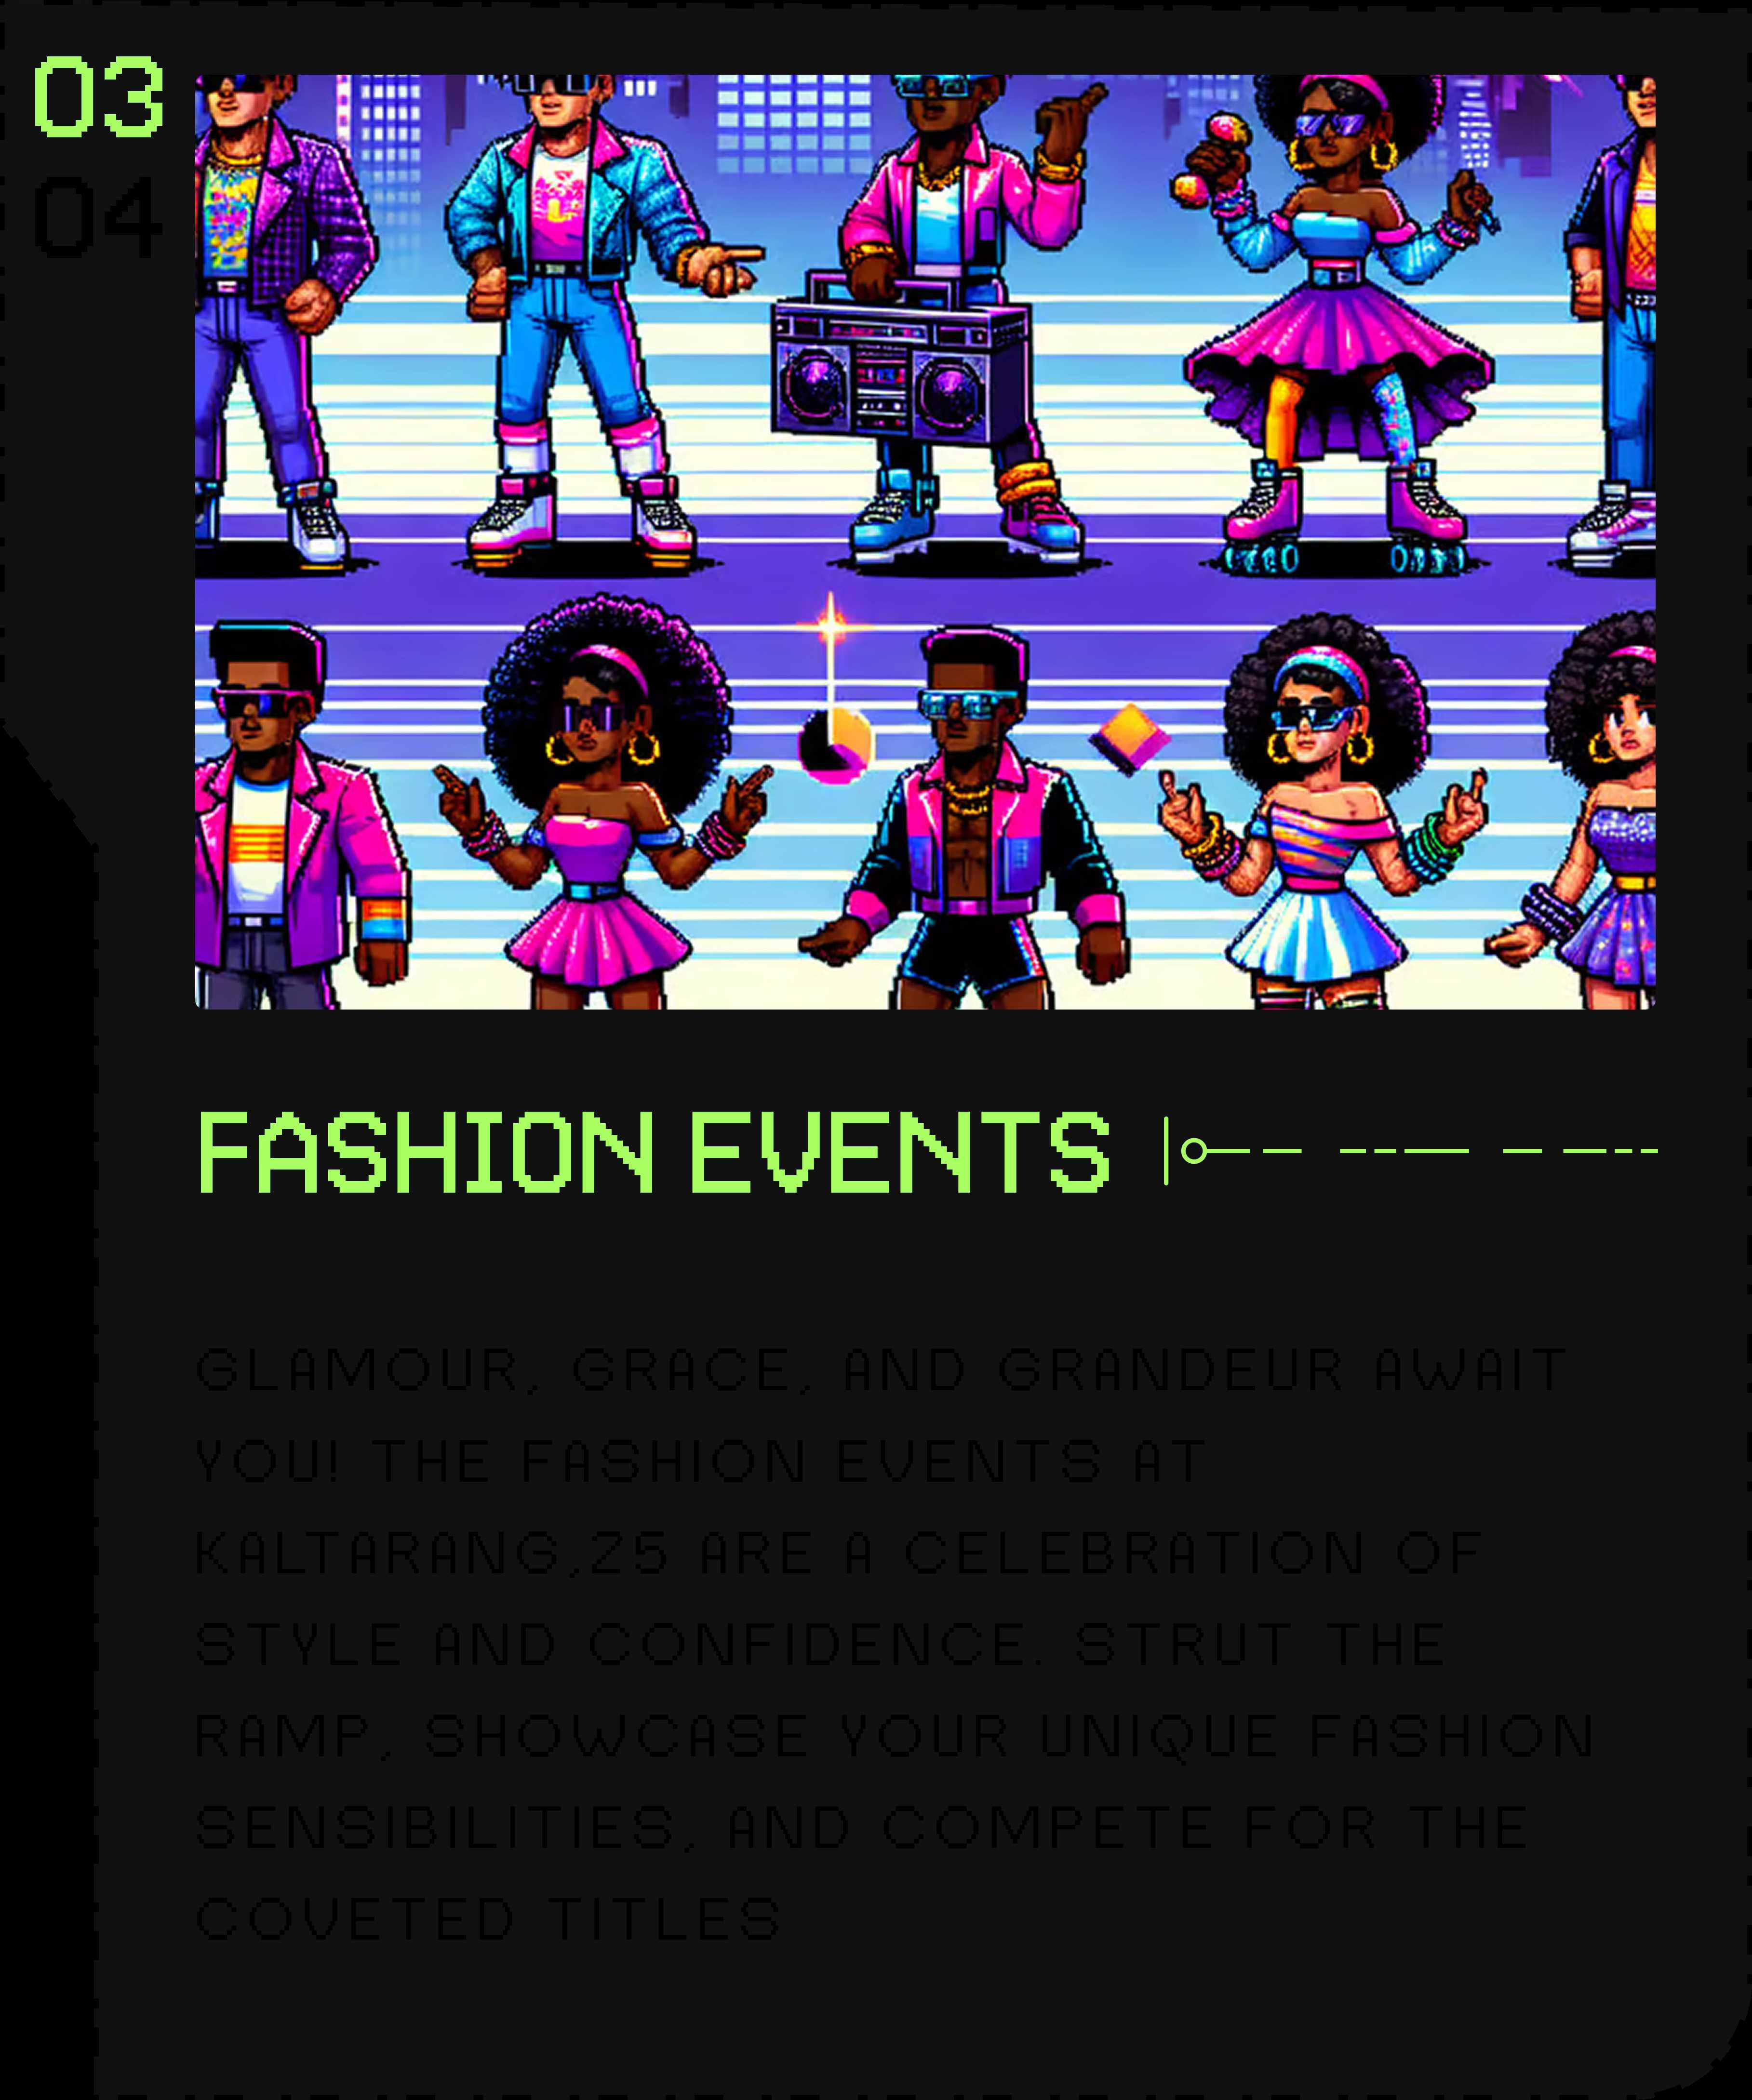 03
04
FASHION EVENTS
GLAMOUR, GRACE, AND GRANDEUR AWAIT
YOU! THE FASHION EVENTS AT
KALTARANG,25 ARE A CELEBRATION OF
STYLE AND CONFIDENCE. STRUT THE
RAMP, SHOWCASE YOUR UNIQUE FASHION
SENSIBILITIES, AND COMPETE FOR THE
COVETED TITLES